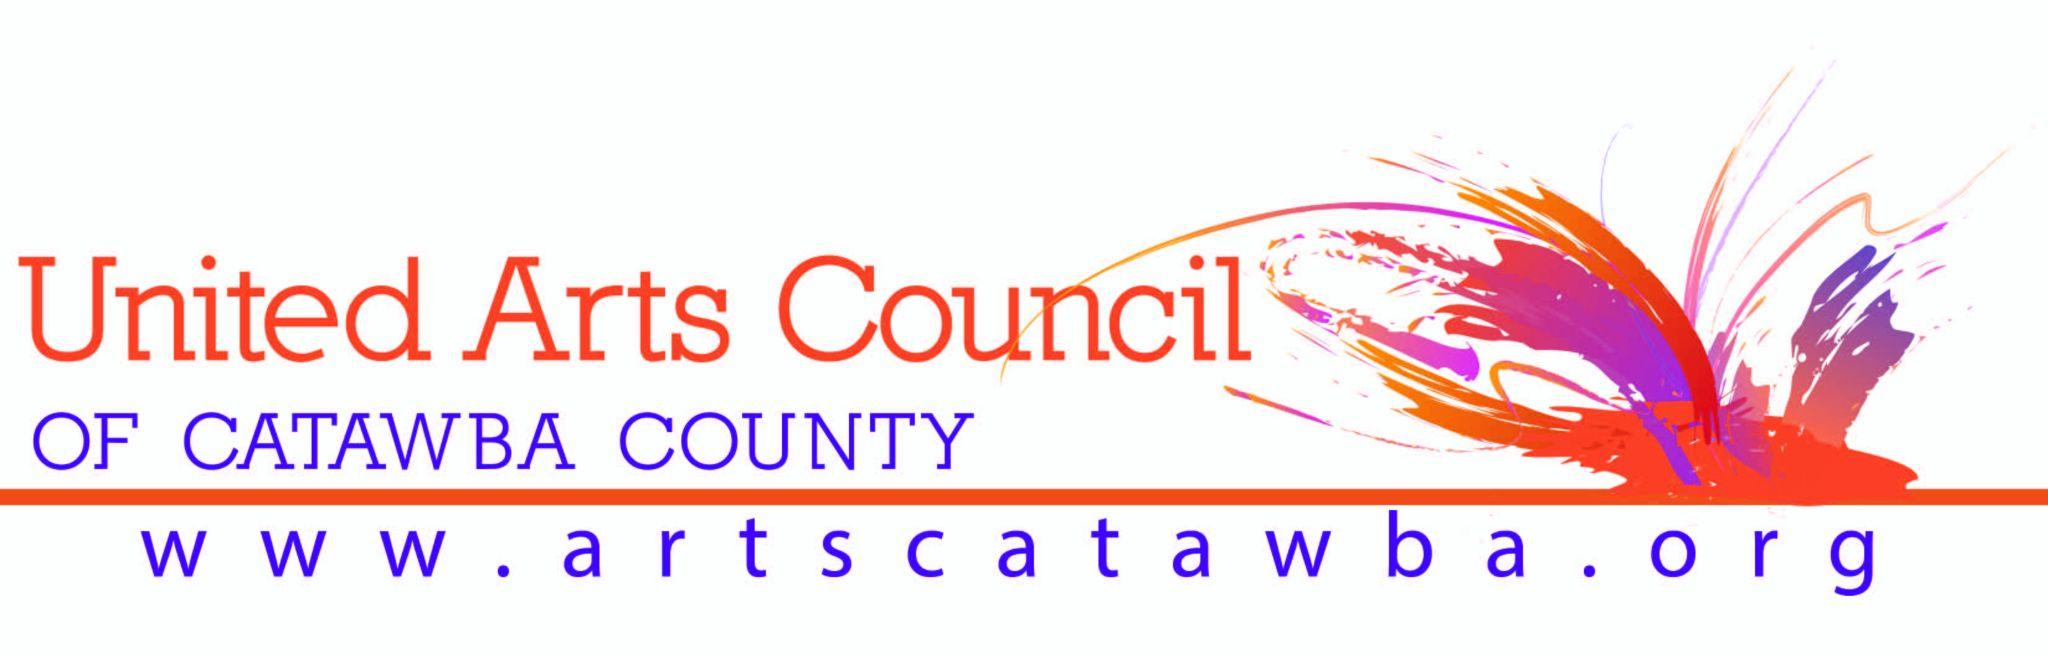 United Arts Council
OF CATAWBA COUNTY
www.artscatawba.org